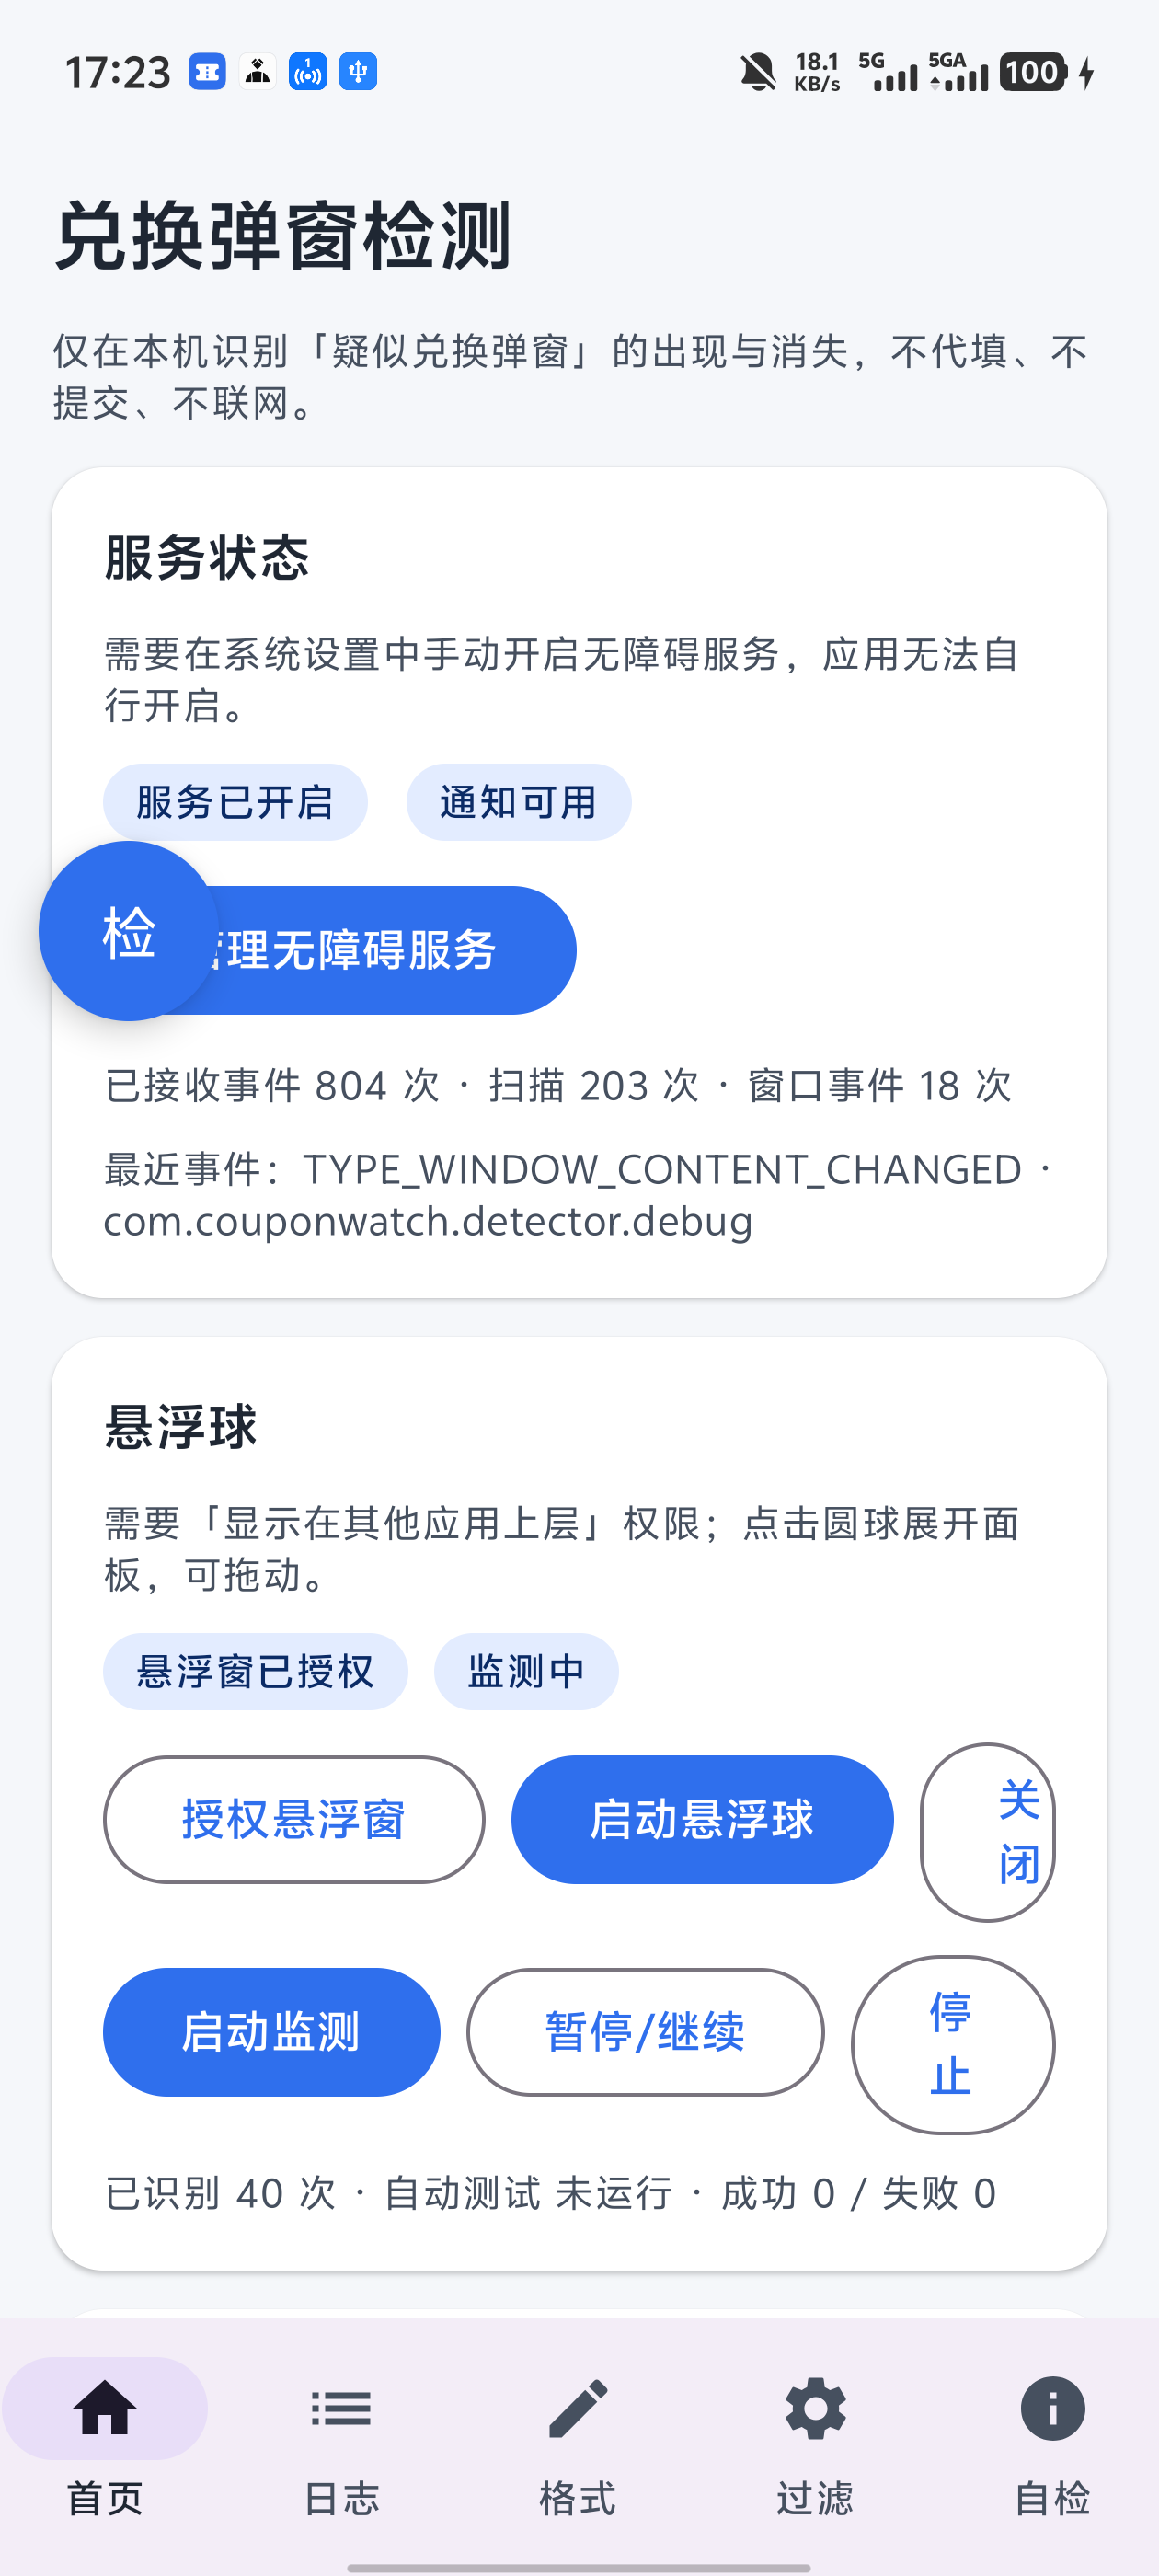 17:23
1
18.1 KB/s
5G
5GA
100
兑换弹窗检测
仅在本机识别「疑似兑换弹窗」的出现与消失，不代填、不
提交、不联网。
服务状态
需要在系统设置中手动开启无障碍服务，应用无法自
行开启。
服务已开启
通知可用
检
理无障碍服务
已接收事件 804 次 · 扫描 203 次 · 窗口事件 18 次
最近事件：TYPE_WINDOW_CONTENT_CHANGED ·
com.couponwatch.detector.debug
悬浮球
需要「显示在其他应用上层」权限；点击圆球展开面
板，可拖动。
悬浮窗已授权
监测中
授权悬浮窗
启动悬浮球
关
闭
启动监测
暂停/继续
停
止
已识别 40 次 · 自动测试 未运行 · 成功 0 / 失败 0
首页
日志
格式
过滤
自检